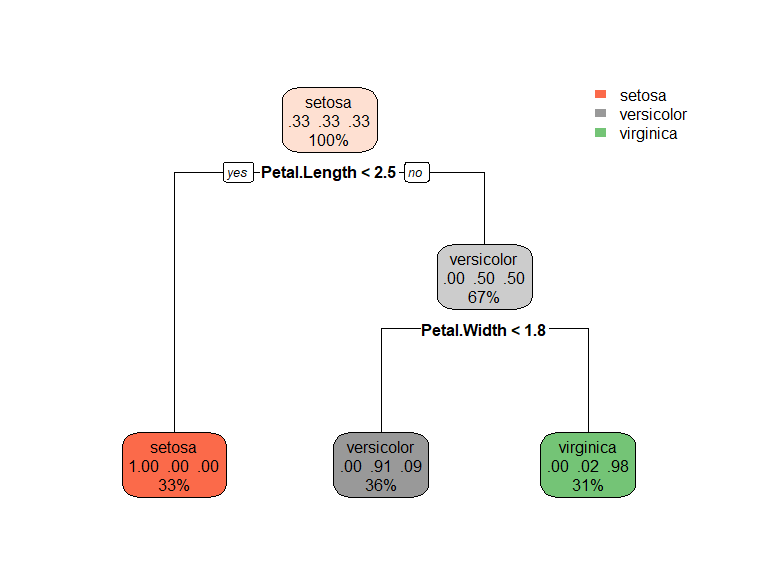 setosa
.33 .33 .33
100%
setosa
versicolor
virginica
yes
Petal.Length < 2.5
no
versicolor
.00 .50 .50
67%
Petal.Width < 1.8
setosa
1.00 .00 .00
33%
versicolor
.00 .91 .09
36%
virginica
.00 .02 .98
31%